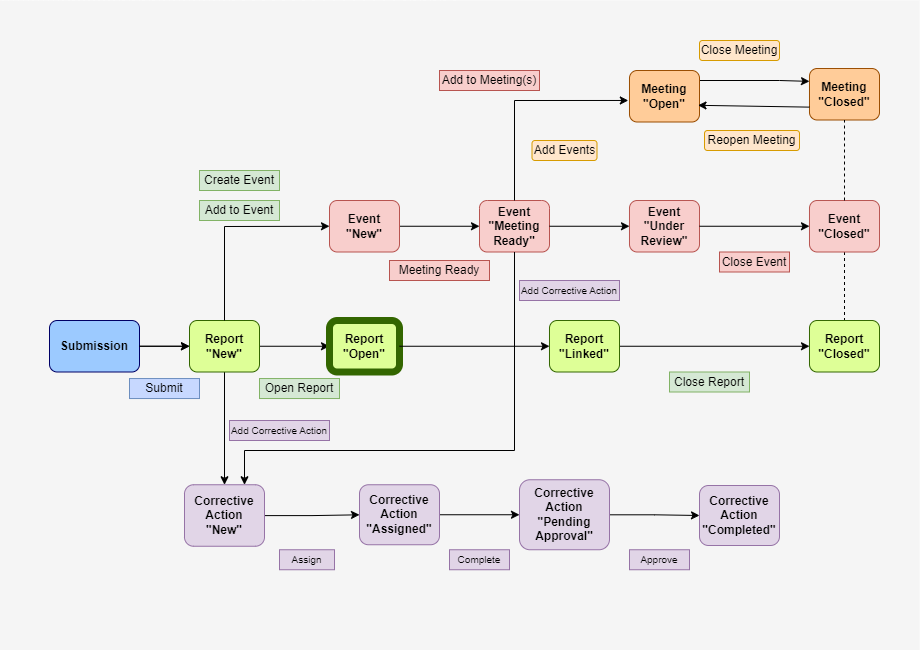 Close Meeting
Add to Meeting(s)
Meeting
"Open"
Meeting
"Closed"
Reopen Meeting
Add Events
Create Event
Add to Event
Event
"New"
Event
"Meeting
Ready"
Event
"Under
Review"
Event
"Closed"
Meeting Ready
Close Event
Add Corrective Action
Submission
Report
"New"
Report
"Open"
Report
"Linked"
Report
"Closed"
Submit
Open Report
Close Report
Add Corrective Action
Corrective
Action
"New"
Corrective
Action
"Assigned"
Corrective
Action
"Pending
Approval"
Corrective
Action
"Completed"
Assign
Complete
Approve